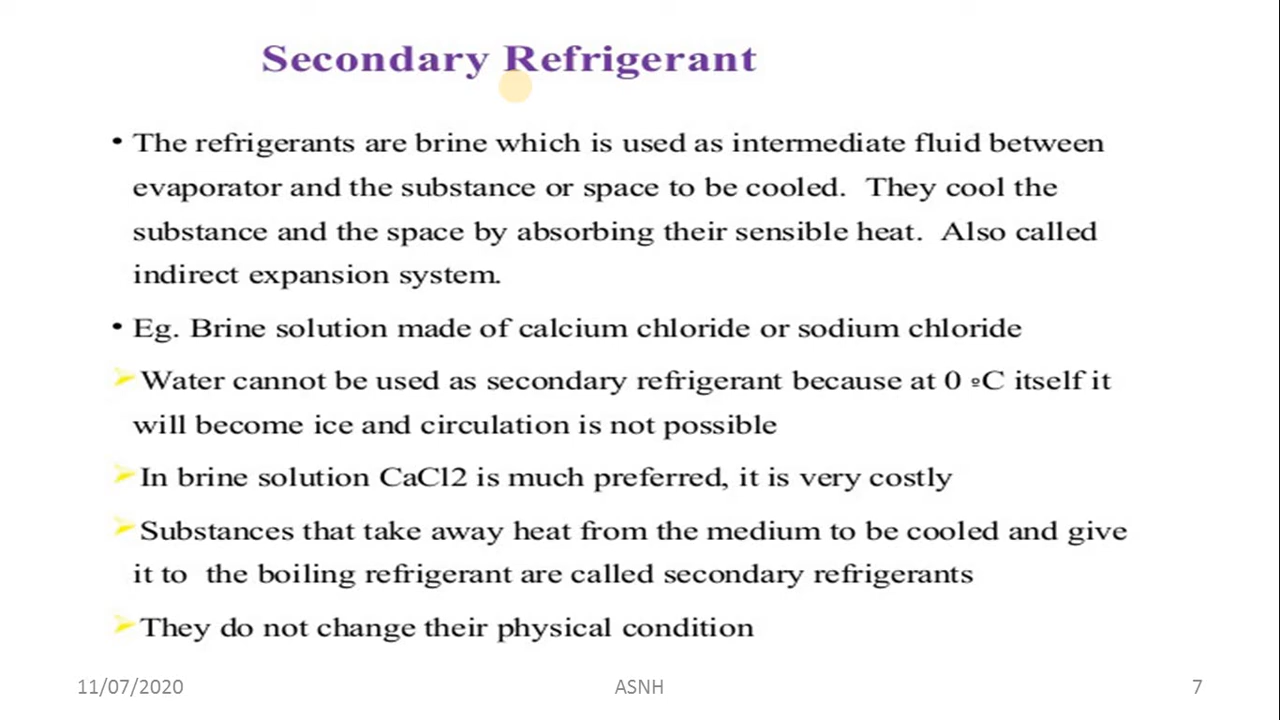 Secondary Refrigerant
• The refrigerants are brine which is used as intermediate fluid between
evaporator and the substance or space to be cooled. They cool the
substance and the space by absorbing their sensible heat. Also called
indirect expansion system.
• Eg. Brine solution made of calcium chloride or sodium chloride
➢Water cannot be used as secondary refrigerant because at 0 ºC itself it
will become ice and circulation is not possible
➢In brine solution CaCl2 is much preferred, it is very costly
➢Substances that take away heat from the medium to be cooled and give
it to the boiling refrigerant are called secondary refrigerants
➢They do not change their physical condition
11/07/2020 ASNH 7